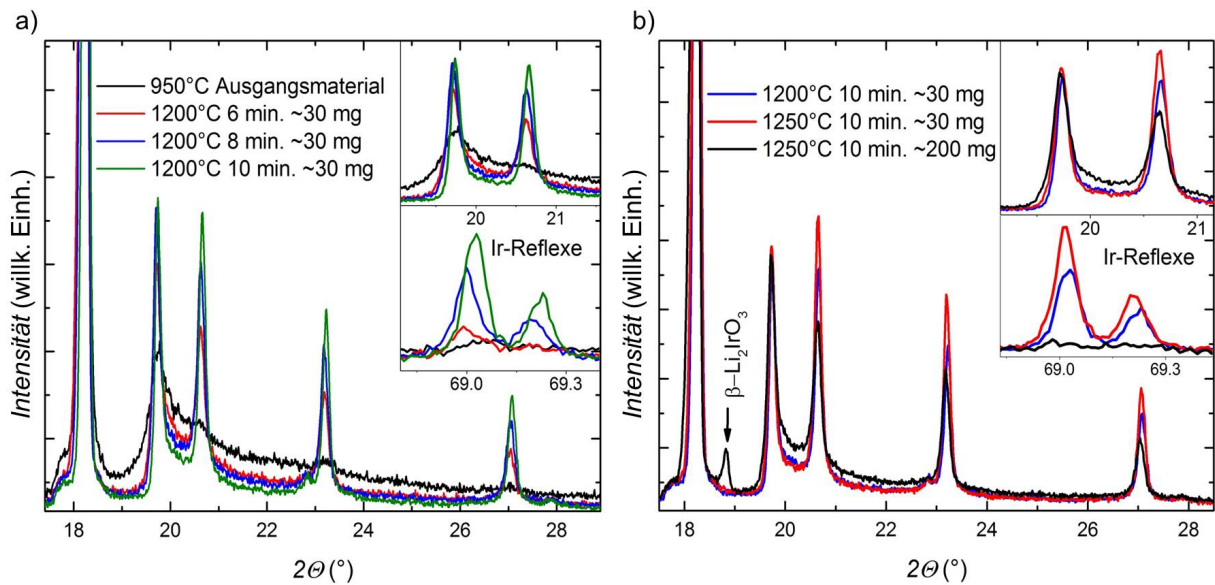 a)
Intensität (willk. Einh.)
950°C Ausgangsmaterial
1200°C 6 min. ~30 mg
1200°C 8 min. ~30 mg
1200°C 10 min. ~30 mg
20 21
Ir-Reflexe
69.0 69.3
18 20 22 24 26 28
2Θ (°)
b)
Intensität (willk. Einh.)
1200°C 10 min. ~30 mg
1250°C 10 min. ~30 mg
1250°C 10 min. ~200 mg
β–Li₂IrO₃
20 21
Ir-Reflexe
69.0 69.3
18 20 22 24 26 28
2Θ (°)